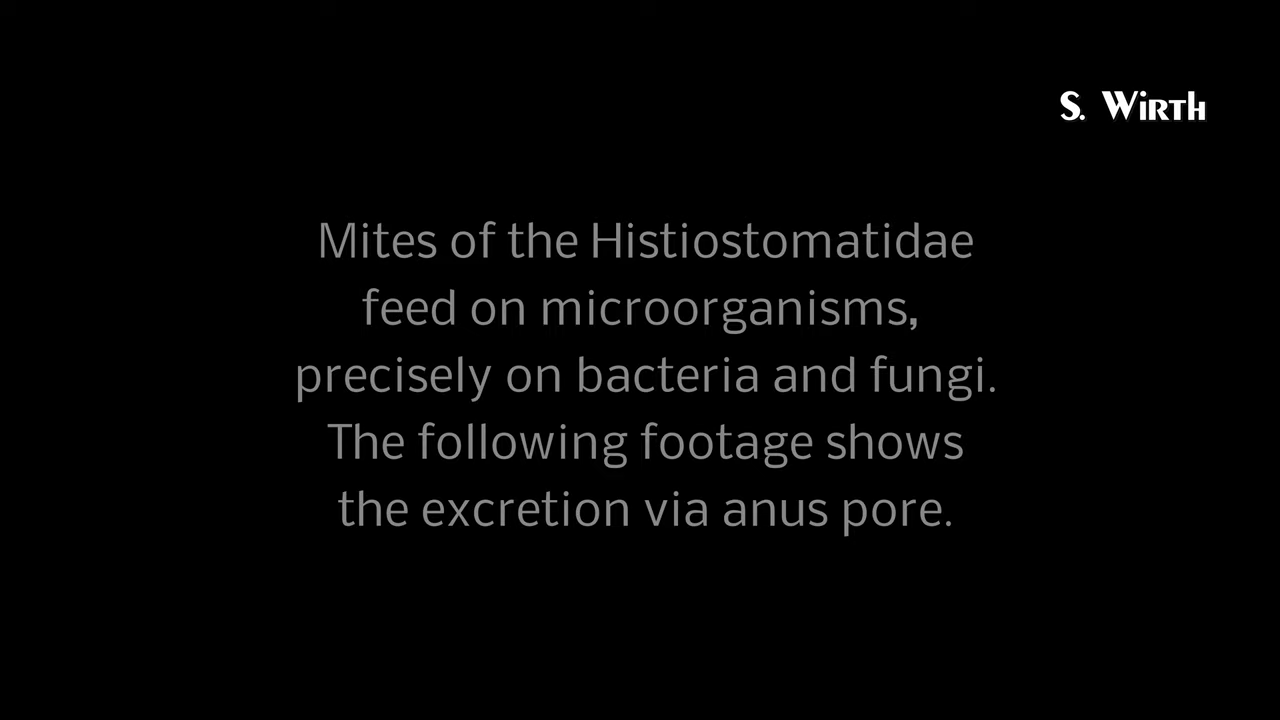 S. Wirth
Mites of the Histiostomatidae
feed on microorganisms,
precisely on bacteria and fungi.
The following footage shows
the excretion via anus pore.